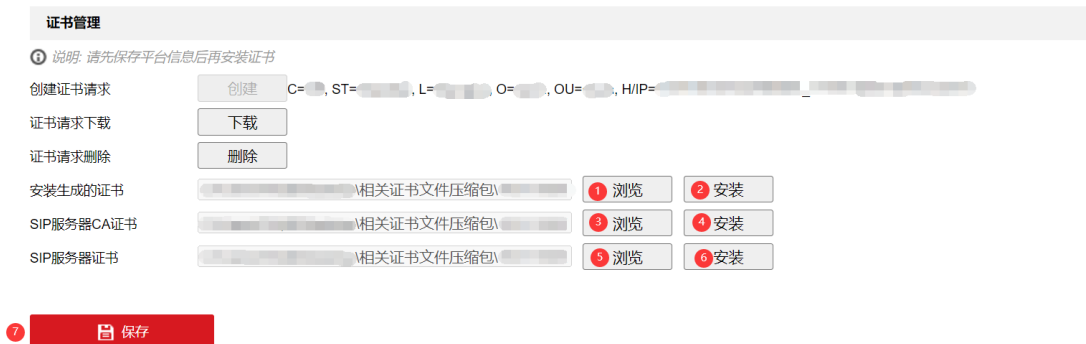 证书管理
说明: 请先保存平台信息后再安装证书
创建证书请求 创建 C= , ST= , L= , O= , OU= , H/IP= _
证书请求下载 下载
证书请求删除 删除
安装生成的证书 \相关证书文件压缩包\ 1 浏览 2 安装
SIP服务器CA证书 \相关证书文件压缩包\ 3 浏览 4 安装
SIP服务器证书 \相关证书文件压缩包\ 5 浏览 6 安装
7 保存